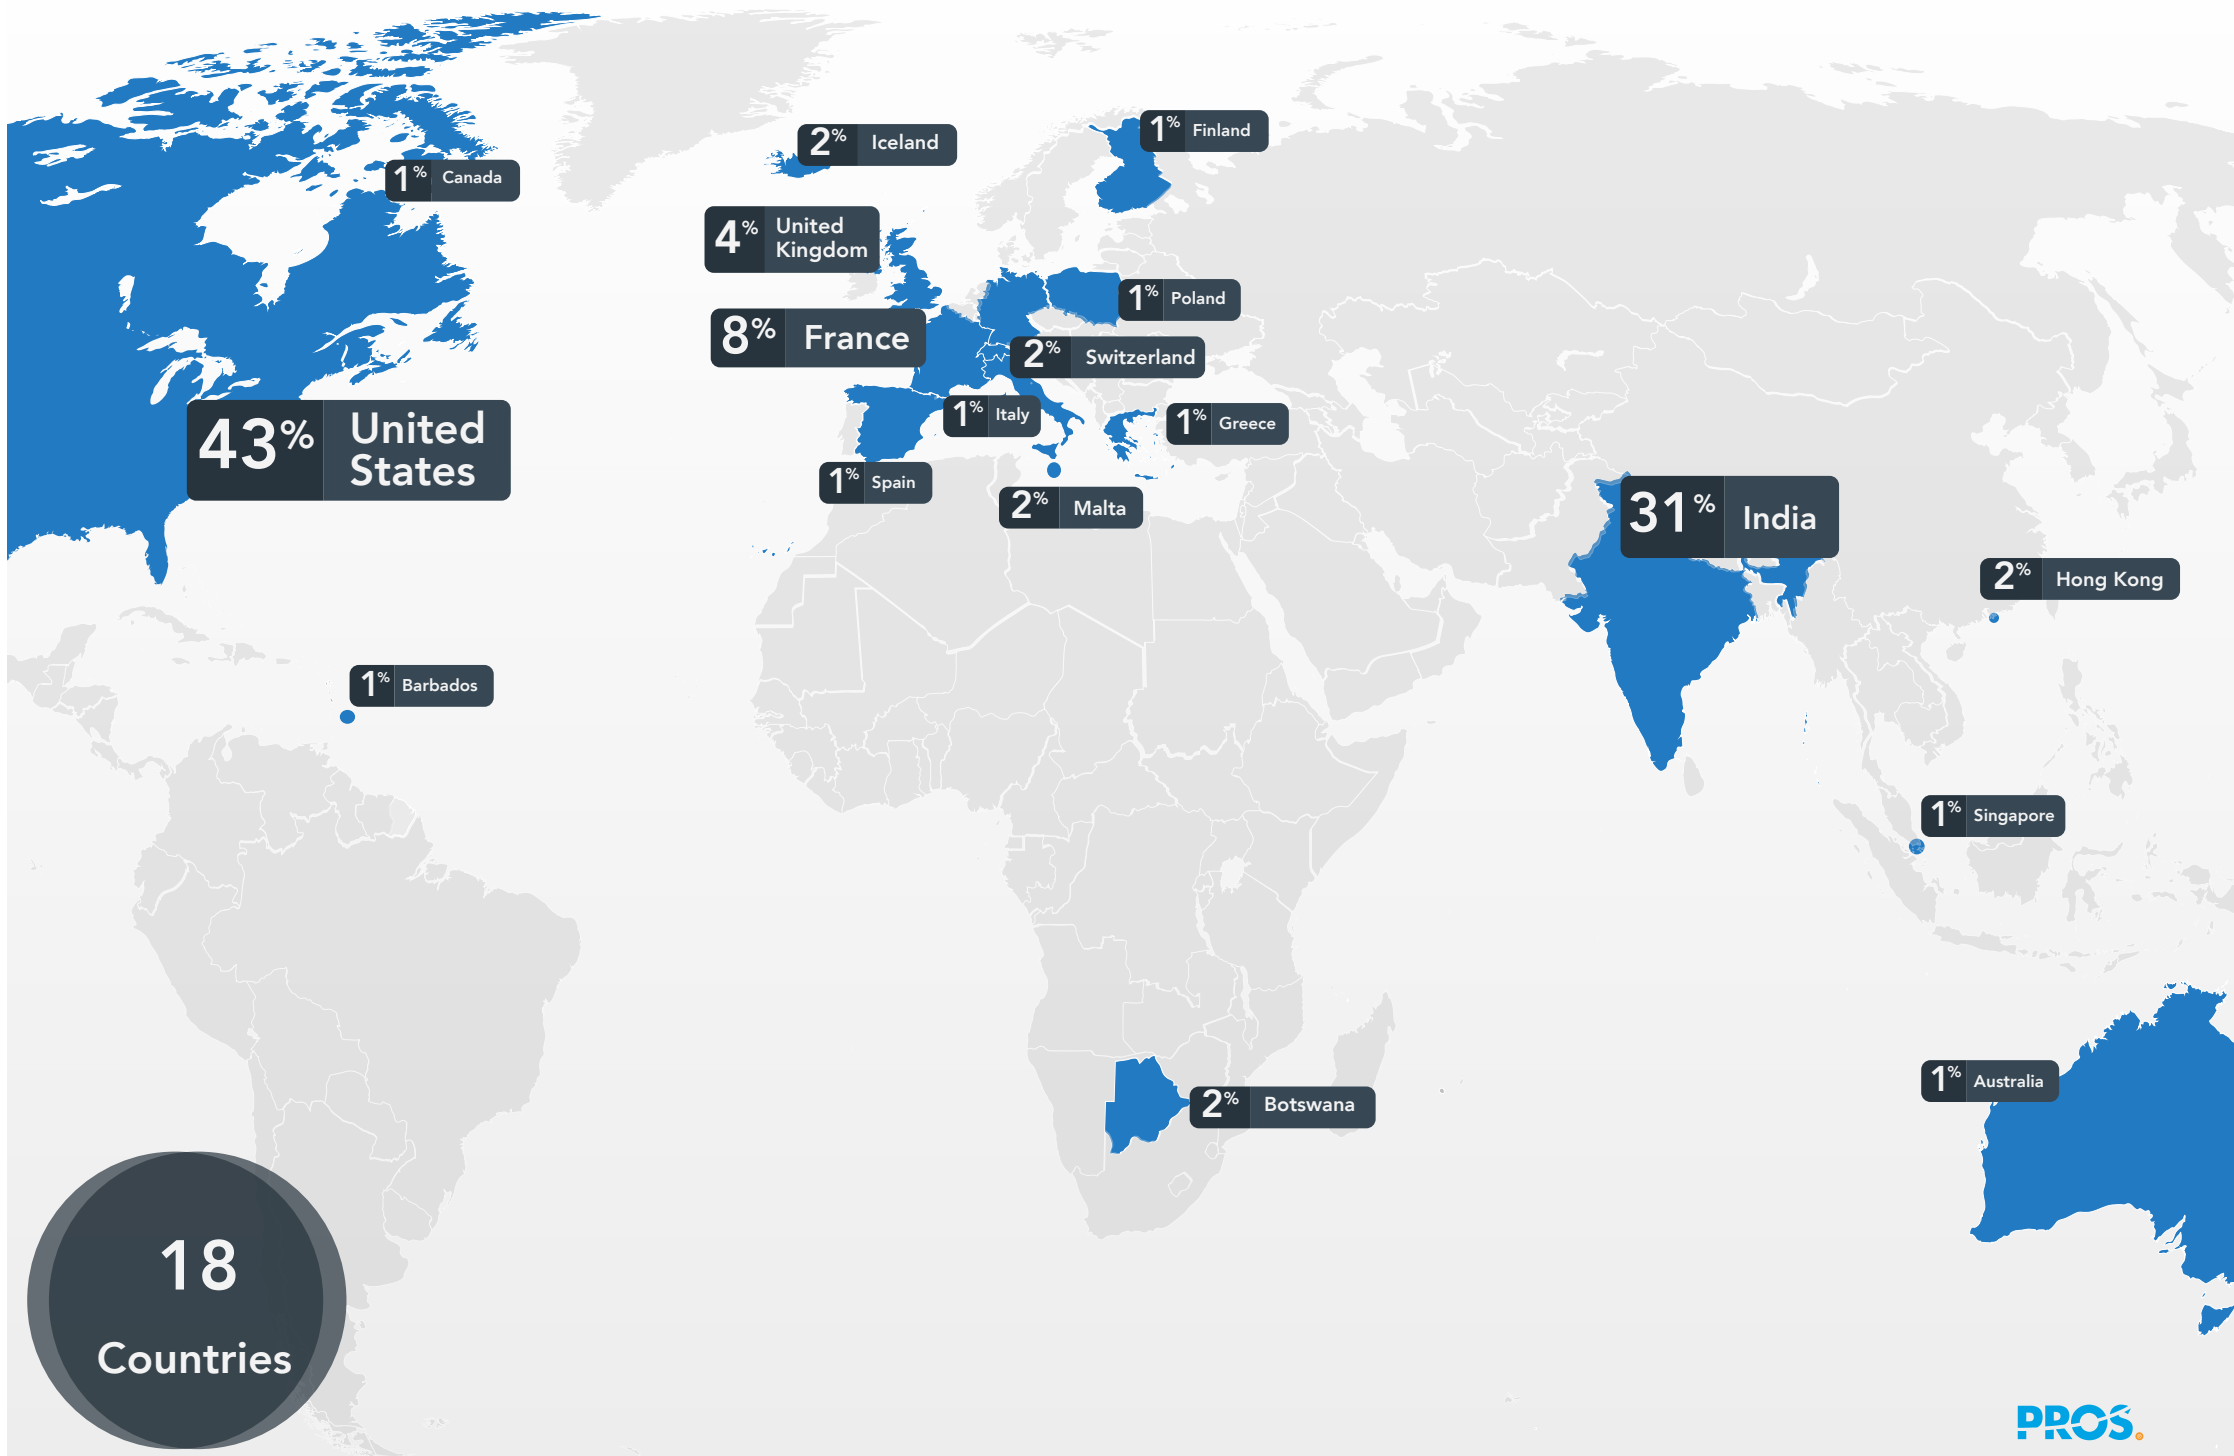 1% Canada
2% Iceland
1% Finland
4% United
Kingdom
1% Poland
8% France
2% Switzerland
43% United
States
1% Italy
1% Greece
1% Spain
2% Malta
31% India
2% Hong Kong
1% Barbados
1% Singapore
1% Australia
2% Botswana
18
Countries
PROS.